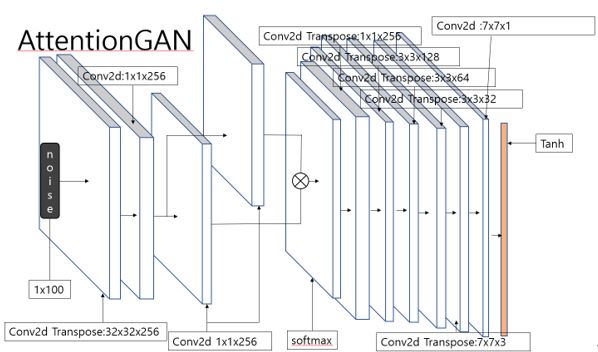 AttentionGAN
Conv2d Transpose:1x1x256
Conv2d :7x7x1
Conv2d Transpose:3x3x128
Conv2d:1x1x256
Conv2d Transpose:3x3x64
Conv2d Transpose:3x3x32
Tanh
noise
1x100
Conv2d Transpose:32x32x256
Conv2d 1x1x256
softmax
Conv2d Transpose:7x7x3